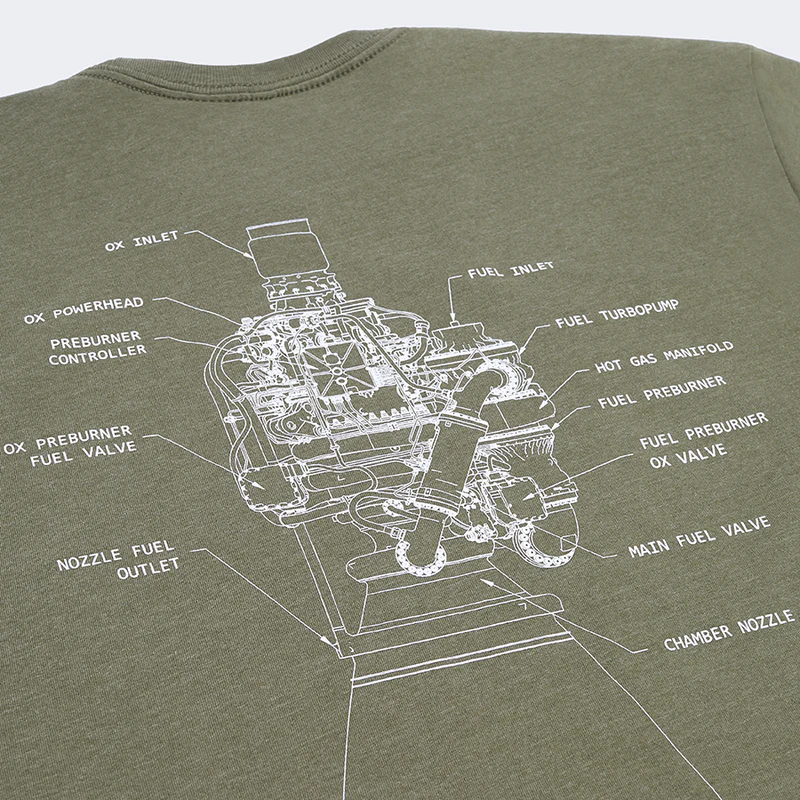 OX INLET
OX POWERHEAD
PREBURNER
CONTROLLER
OX PREBURNER
FUEL VALVE
NOZZLE FUEL
OUTLET
FUEL INLET
FUEL TURBOPUMP
HOT GAS MANIFOLD
FUEL PREBURNER
FUEL PREBURNER
OX VALVE
MAIN FUEL VALVE
CHAMBER NOZZLE